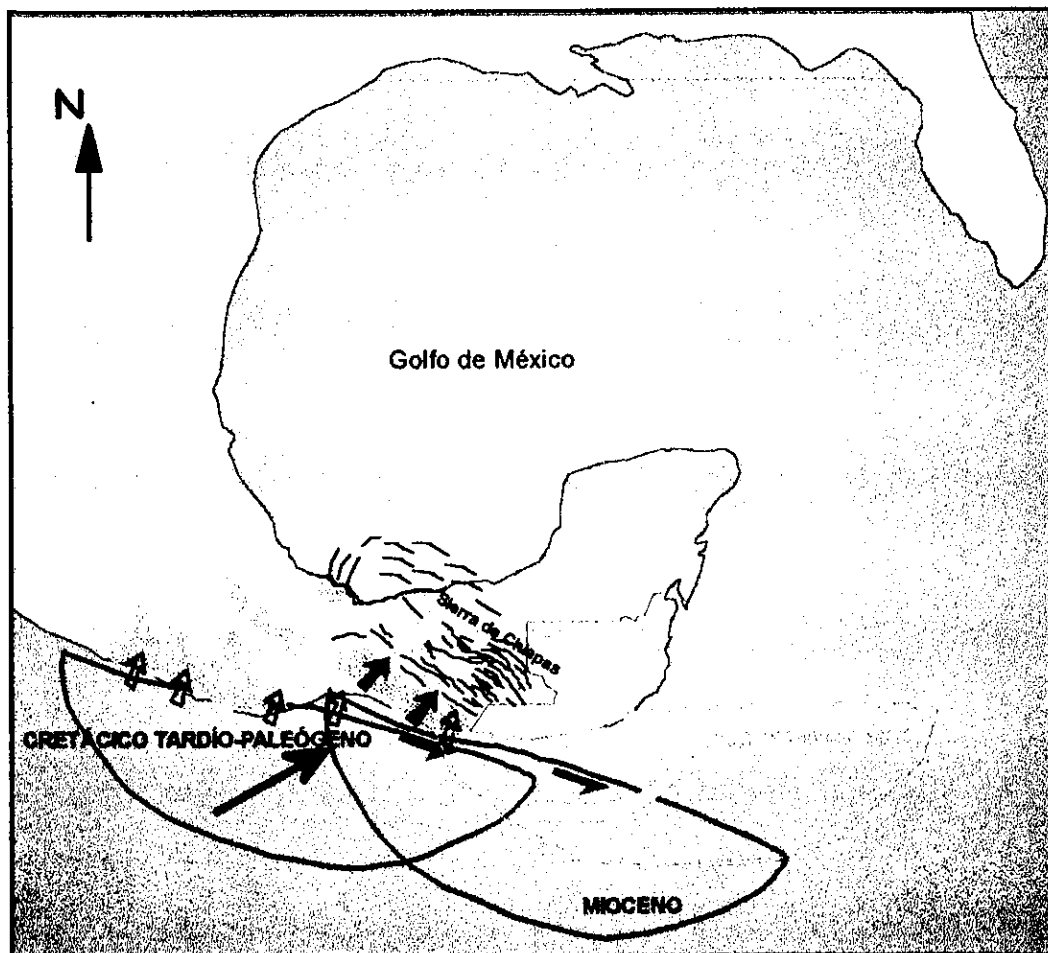 N
Golfo de México
Sierra de Chiapas
CRETÁCICO TARDÍO-PALEÓGENO
MIOCENO